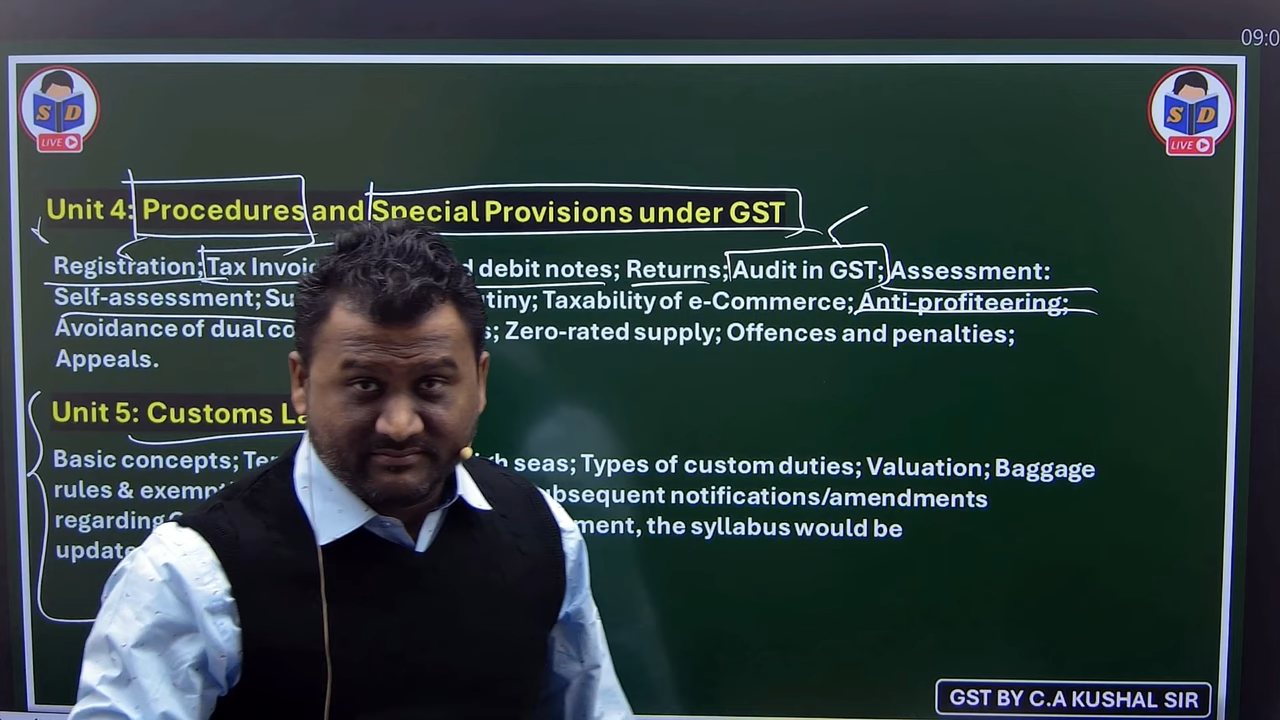 09:0
S D
LIVE
S D
LIVE
Unit 4: Procedures and Special Provisions under GST
Registration; Tax Invoi d debit notes; Returns; Audit in GST; Assessment:
Self-assessment; Su tiny; Taxability of e-Commerce; Anti-profiteering;
Avoidance of dual co s; Zero-rated supply; Offences and penalties;
Appeals.
Unit 5: Customs La
Basic concepts; Ter gh seas; Types of custom duties; Valuation; Baggage
rules & exemp bsequent notifications/amendments
regarding ment, the syllabus would be
update
GST BY C.A KUSHAL SIR